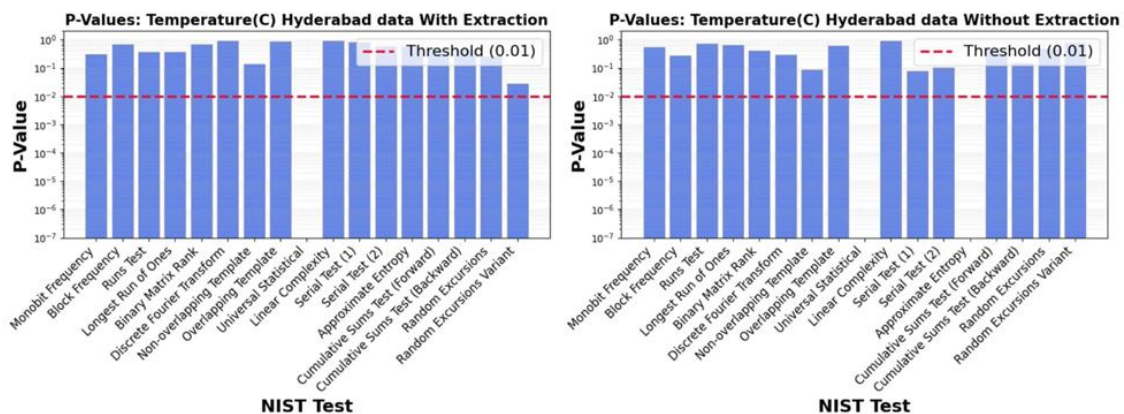 P-Values: Temperature(C) Hyderabad data With Extraction
10⁰
10⁻¹
10⁻²
10⁻³
10⁻⁴
10⁻⁵
10⁻⁶
10⁻⁷
P-Value
Threshold (0.01)
Monobit Frequency
Block Frequency
Runs Test
Longest Run of Ones
Binary Matrix Rank
Discrete Fourier Transform
Non-overlapping Template
Overlapping Template
Universal Statistical
Linear Complexity
Serial Test (1)
Serial Test (2)
Approximate Entropy
Cumulative Sums Test (Forward)
Cumulative Sums Test (Backward)
Random Excursions
Random Excursions Variant
NIST Test
P-Values: Temperature(C) Hyderabad data Without Extraction
10⁰
10⁻¹
10⁻²
10⁻³
10⁻⁴
10⁻⁵
10⁻⁶
10⁻⁷
P-Value
Threshold (0.01)
Monobit Frequency
Block Frequency
Runs Test
Longest Run of Ones
Binary Matrix Rank
Discrete Fourier Transform
Non-overlapping Template
Overlapping Template
Universal Statistical
Linear Complexity
Serial Test (1)
Serial Test (2)
Approximate Entropy
Cumulative Sums Test (Forward)
Cumulative Sums Test (Backward)
Random Excursions
Random Excursions Variant
NIST Test